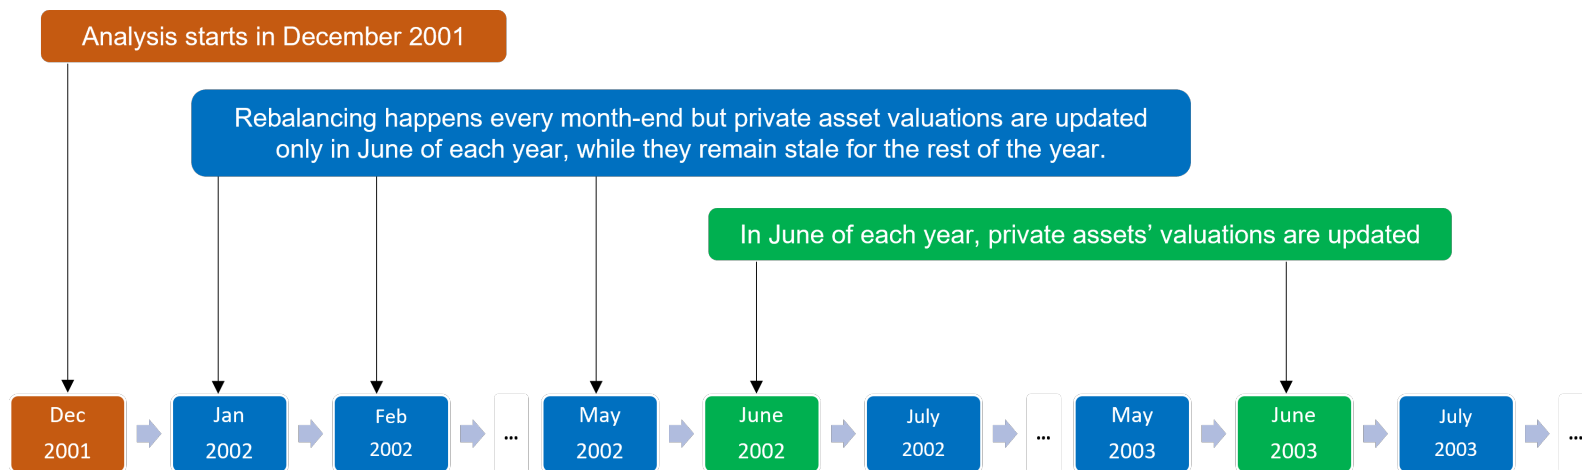 Analysis starts in December 2001
Rebalancing happens every month-end but private asset valuations are updated
only in June of each year, while they remain stale for the rest of the year.
In June of each year, private assets’ valuations are updated
Dec
2001
Jan
2002
Feb
2002
...
May
2002
June
2002
July
2002
...
May
2003
June
2003
July
2003
...